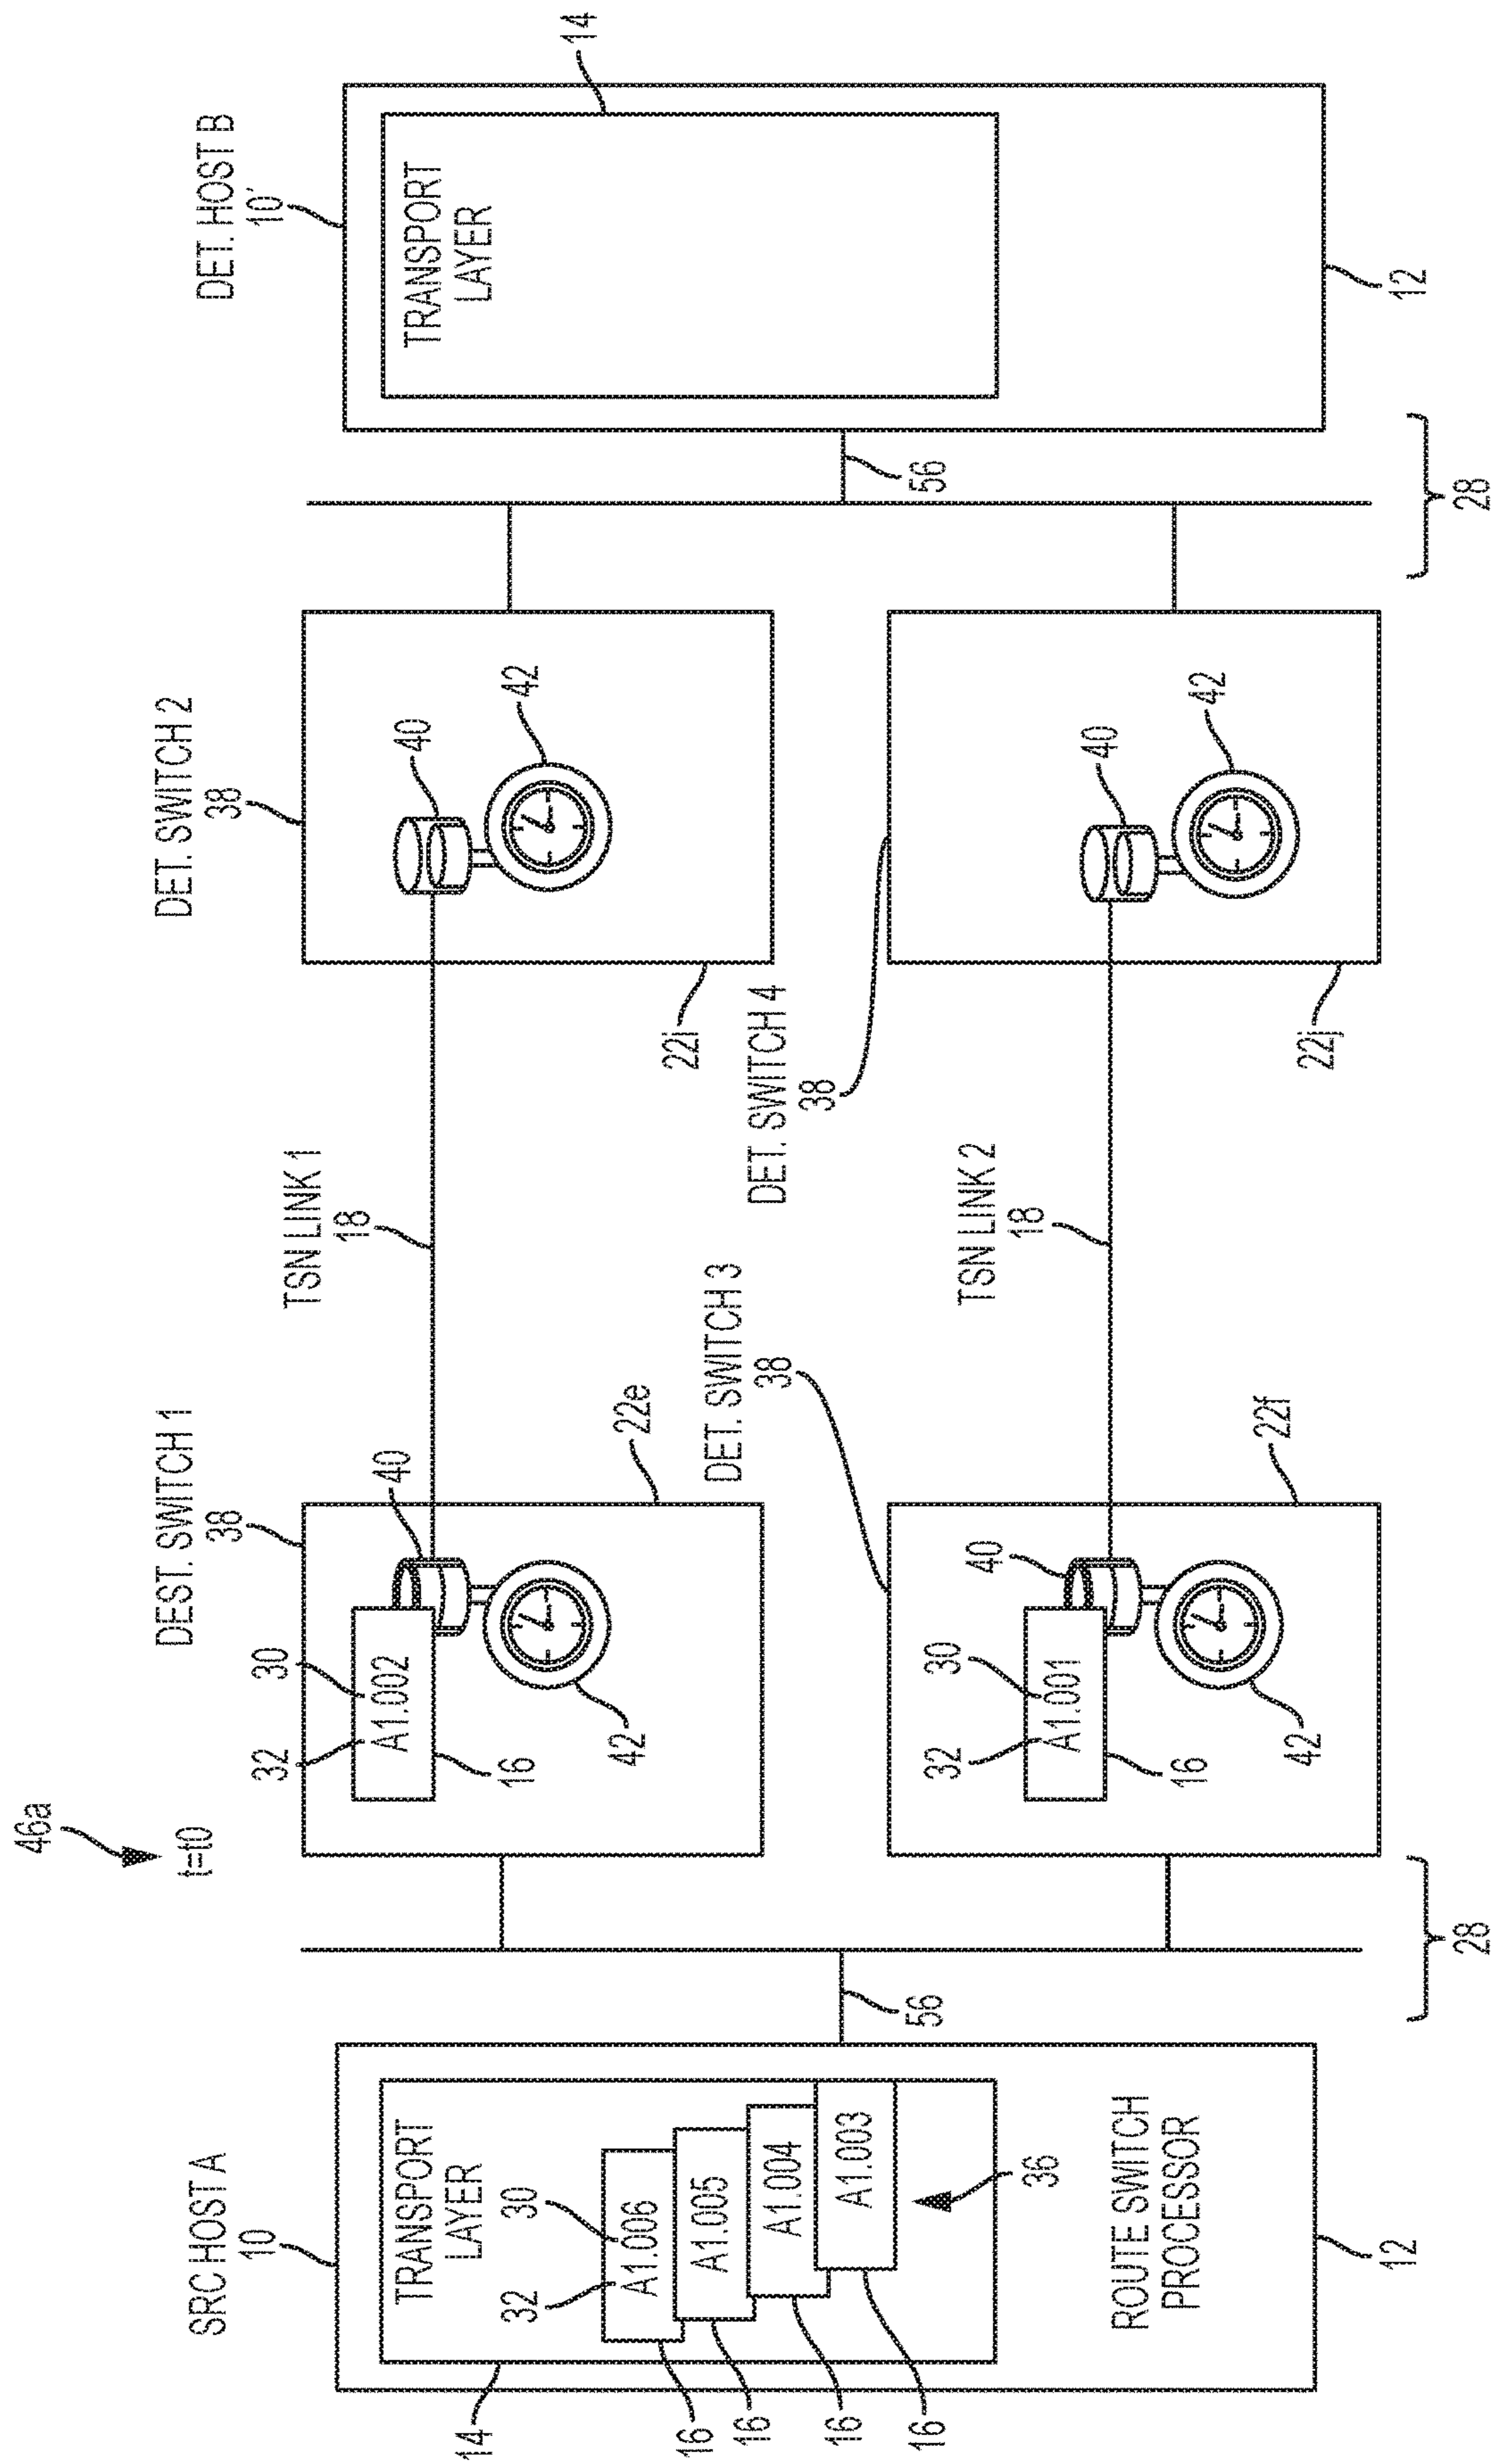 46a
t=t0
SRC HOST A
10
TRANSPORT
LAYER
14
32
30
A1.006
A1.005
A1.004
A1.003
16
16
16
16
36
ROUTE SWITCH
PROCESSOR
12
56
28
DEST. SWITCH 1
38
32
30
A1.002
16
40
42
22e
DET. SWITCH 3
38
32
30
A1.001
16
40
42
22f
TSN LINK 1
18
TSN LINK 2
18
DET. SWITCH 2
38
40
42
22i
DET. SWITCH 4
38
40
42
22j
56
28
DET. HOST B
10'
TRANSPORT
LAYER
14
12